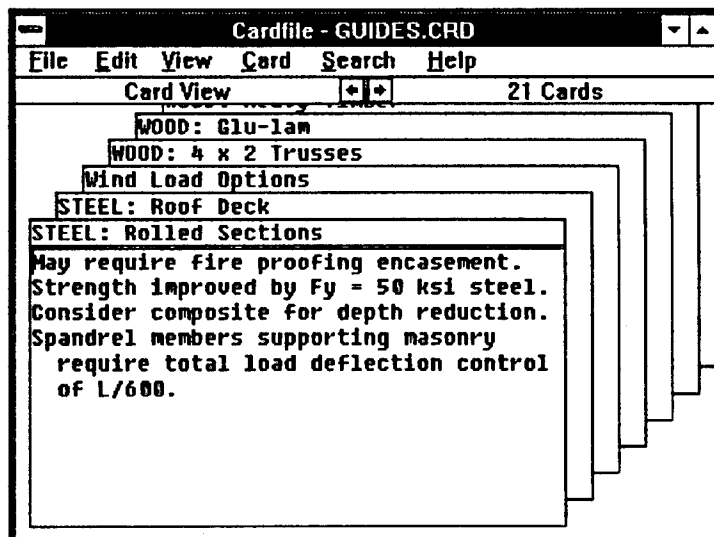 Cardfile - GUIDES.CRD
File Edit View Card Search Help
Card View 21 Cards
WOOD: Glu-lam
WOOD: 4 x 2 Trusses
Wind Load Options
STEEL: Roof Deck
STEEL: Rolled Sections
May require fire proofing encasement.
Strength improved by Fy = 50 ksi steel.
Consider composite for depth reduction.
Spandrel members supporting masonry
require total load deflection control
of L/600.